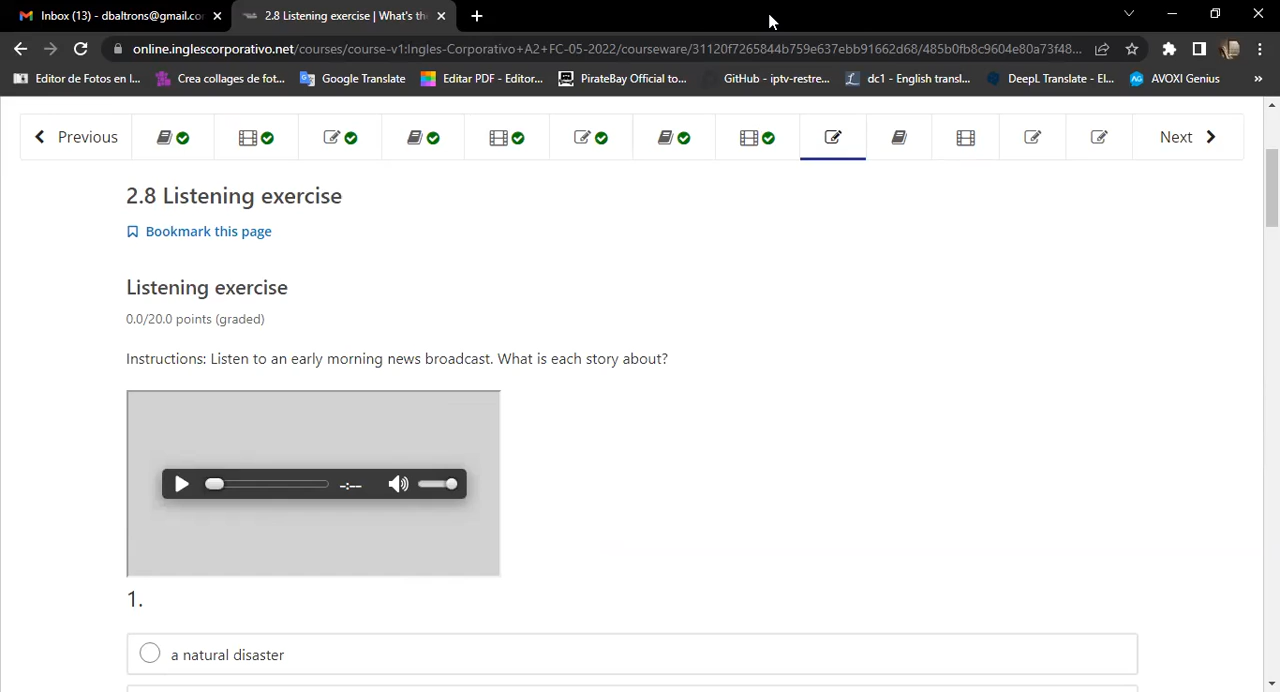 Inbox (13) - dbaltrons@gmail.co
2.8 Listening exercise | What's th
online.inglescorporativo.net/courses/course-v1:Ingles-Corporativo+A2+FC-05-2022/courseware/31120f7265844b759e637ebb91662d68/485b0fb8c9604e80a73f48...
Editor de Fotos en l...
Crea collages de fot...
Google Translate
Editar PDF - Editor...
PirateBay Official to...
GitHub - iptv-restre...
dc1 - English transl...
DeepL Translate - El...
AVOXI Genius
»
Previous
Next
2.8 Listening exercise
Bookmark this page
Listening exercise
0.0/20.0 points (graded)
Instructions: Listen to an early morning news broadcast. What is each story about?
-:--
1.
a natural disaster